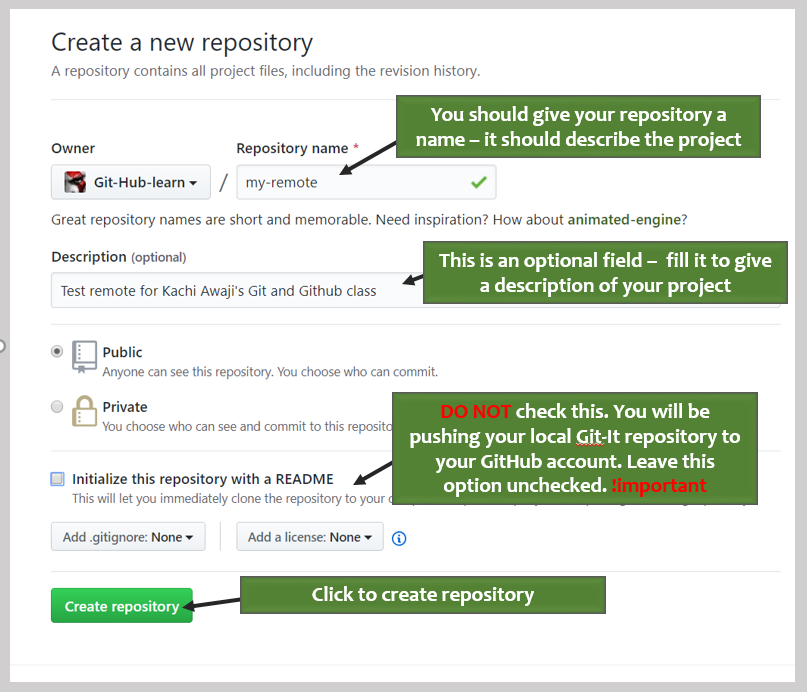 Create a new repository
A repository contains all project files, including the revision history.
You should give your repository a
name – it should describe the project
Owner
Repository name *
Git-Hub-learn
/
my-remote
Great repository names are short and memorable. Need inspiration? How about animated-engine?
Description (optional)
This is an optional field – fill it to give
a description of your project
Test remote for Kachi Awaji's Git and Github class
Public
Anyone can see this repository. You choose who can commit.
Private
You choose who can see and commit to this reposito
DO NOT check this. You will be
pushing your local Git-It repository to
your GitHub account. Leave this
option unchecked. !important
Initialize this repository with a README
This will let you immediately clone the repository to your
Add .gitignore: None
Add a license: None
Click to create repository
Create repository